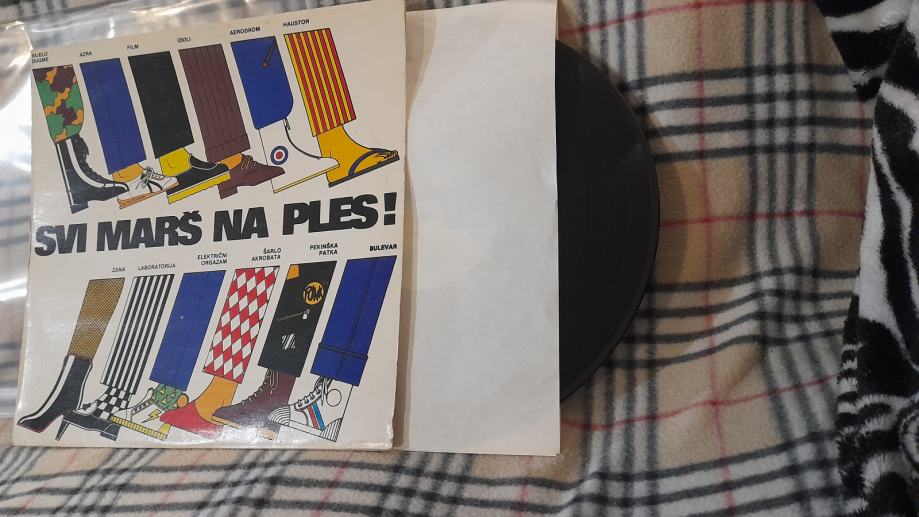 BIJELO
DUGME
AZRA
FILM
IDOLI
AERODROM
HAUSTOR
SVI MARŠ NA PLES!
ZANA
LABORATORIJA
ELEKTRIČNI
ORGAZAM
ŠARLO
AKROBATA
PEKINŠKA
PATKA
BULEVAR